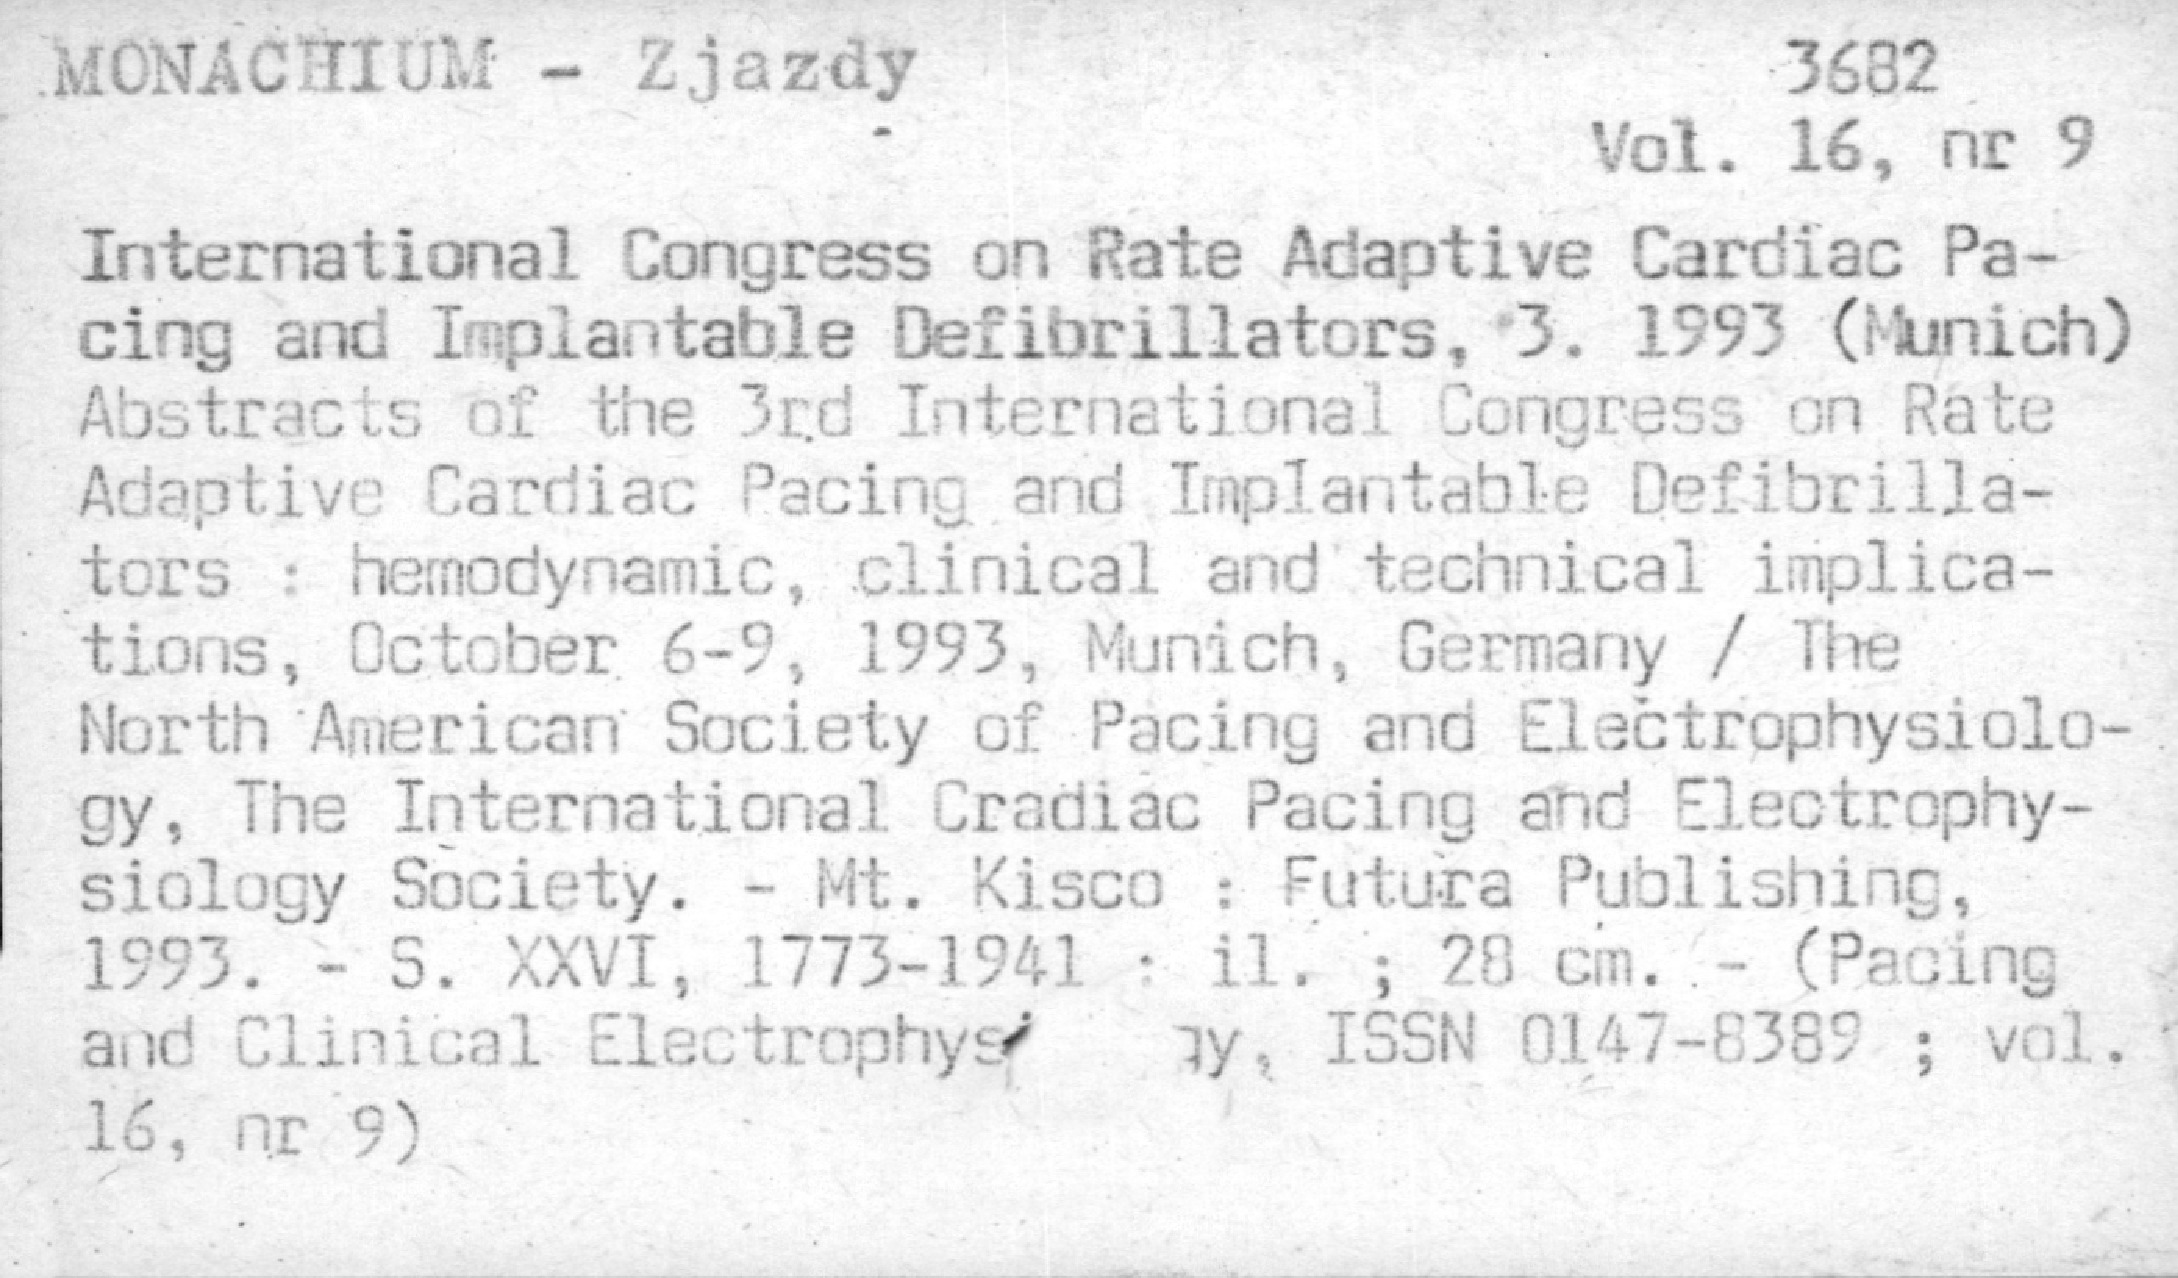 MONACHIUM - Zjazdy 3682
Vol. 16, nr 9
International Congress on Rate Adaptive Cardiac Pa-
cing and Implantable Defibrillators, 3. 1993 (Munich)
Abstracts of the 3rd International Congress on Rate
Adaptive Cardiac Pacing and Implantable Defibrilla-
tors : hemodynamic, clinical and technical implica-
tions, October 6-9, 1993, Munich, Germany / The
North American Society of Pacing and Electrophysiolo-
gy, The International Cradiac Pacing and Electrophy-
siology Society. - Mt. Kisco : Futura Publishing,
1993. - S. XXVI, 1773-1941 : il. ; 28 cm. - (Pacing
and Clinical ISSN 0147-8389 ; vol.
16, nr 9)